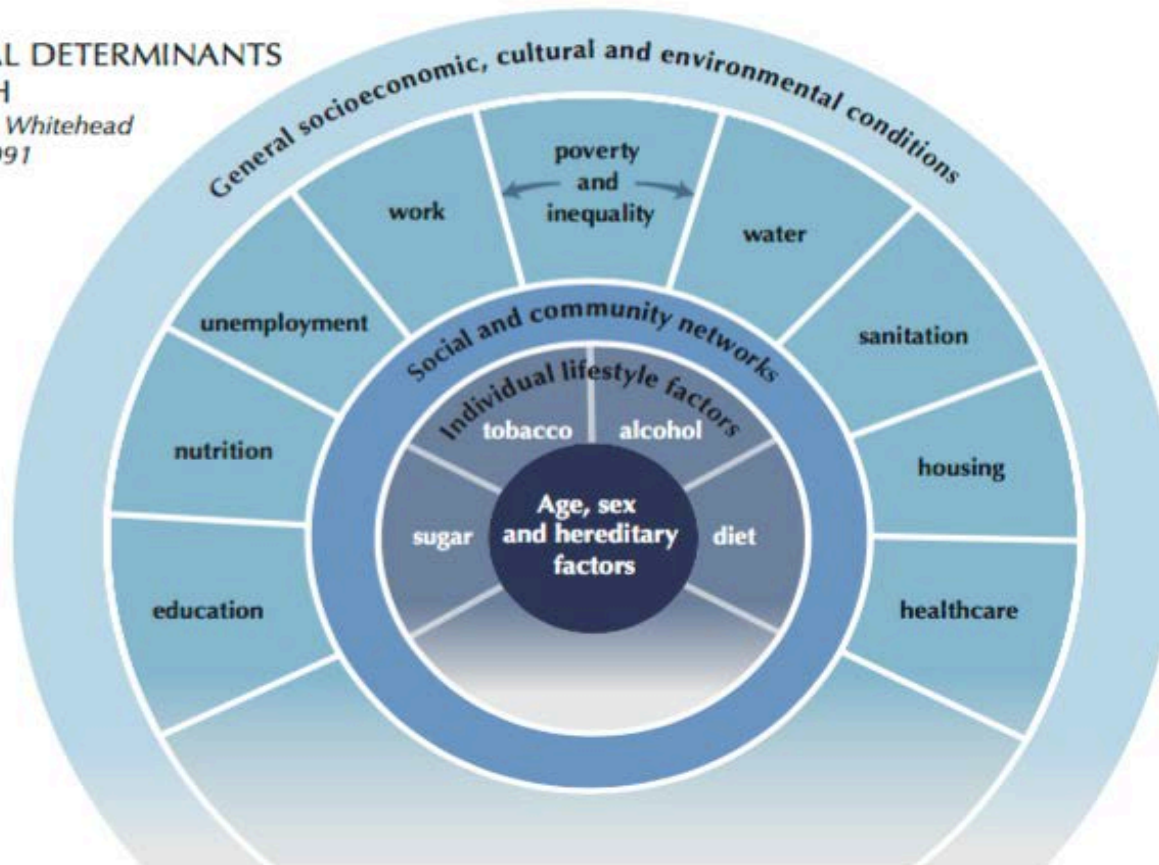 AL DETERMINANTS
H
Whitehead
991
General socioeconomic, cultural and environmental conditions
poverty
and
inequality
work
water
unemployment
sanitation
nutrition
housing
education
healthcare
Social and community networks
Individual lifestyle factors
tobacco
alcohol
sugar
diet
Age, sex
and hereditary
factors